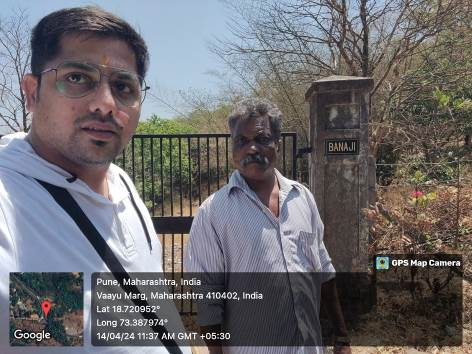 BANAJI
GPS Map Camera
Pune, Maharashtra, India
Vaayu Marg, Maharashtra 410402, India
Lat 18.720952°
Long 73.387974°
14/04/24 11:37 AM GMT +05:30
Google